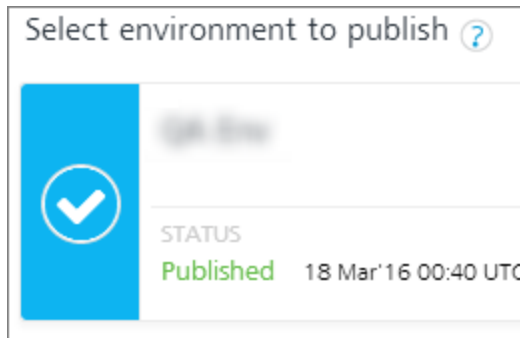 Select environment to publish ?
STATUS
Published 18 Mar'16 00:40 UTC